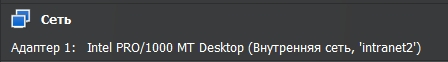 Сеть
Адаптер 1: Intel PRO/1000 MT Desktop (Внутренняя сеть, 'intranet2')